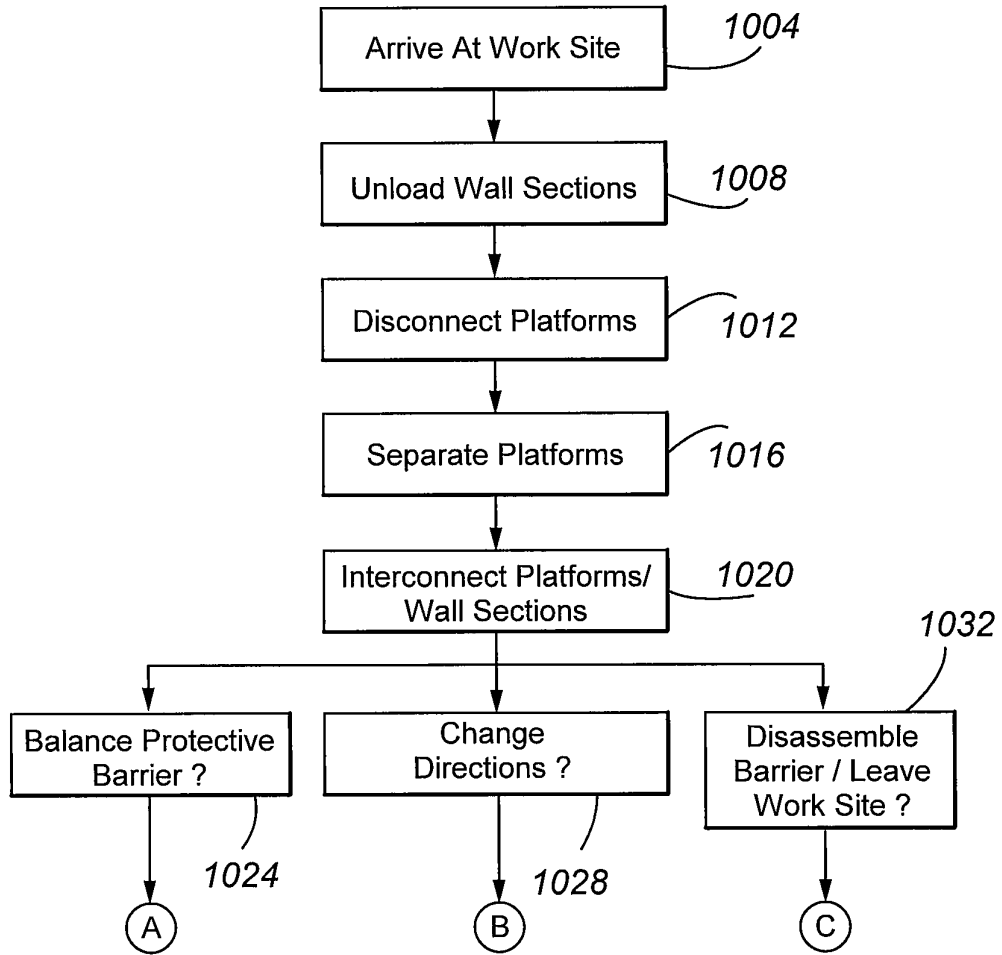 Arrive At Work Site
1004
Unload Wall Sections
1008
Disconnect Platforms
1012
Separate Platforms
1016
Interconnect Platforms/
Wall Sections
1020
1032
Balance Protective
Barrier ?
1024
Change
Directions ?
1028
Disassemble
Barrier / Leave
Work Site ?
A
B
C